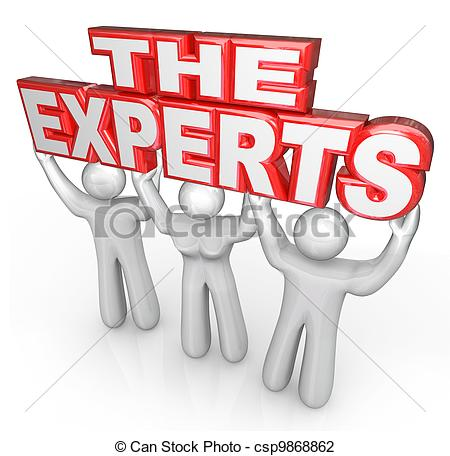 THE
EXPERTS
© Can Stock Photo - csp9868862